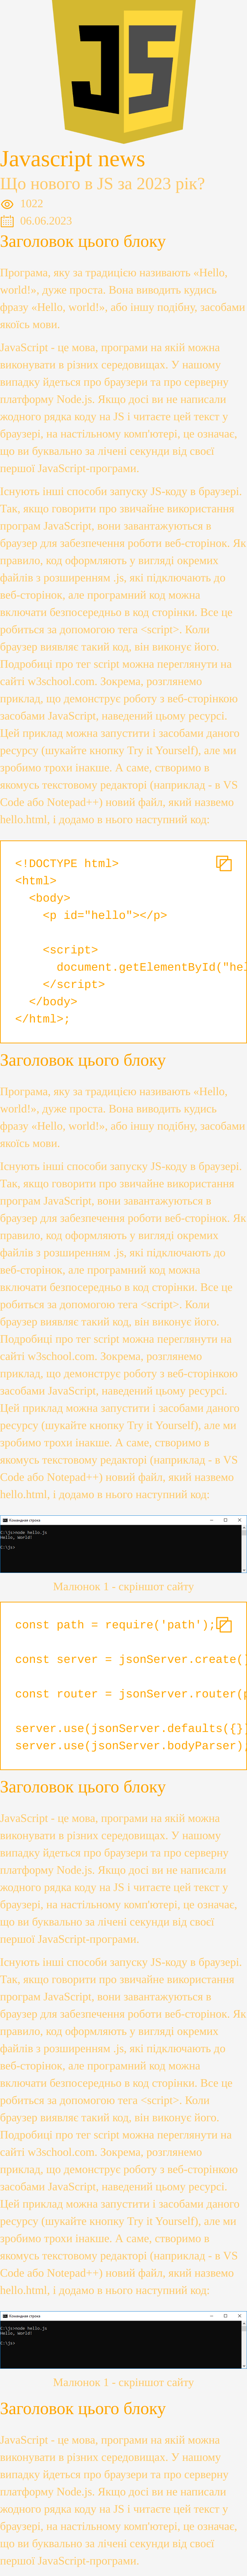 JS
Javascript news
Що нового в JS за 2023 рік?
1022
06.06.2023
Заголовок цього блоку
Програма, яку за традицією називають «Hello,
world!», дуже проста. Вона виводить кудись
фразу «Hello, world!», або іншу подібну, засобами
якоїсь мови.
JavaScript - це мова, програми на якій можна
виконувати в різних середовищах. У нашому
випадку йдеться про браузери та про серверну
платформу Node.js. Якщо досі ви не написали
жодного рядка коду на JS і читаєте цей текст у
браузері, на настільному комп'ютері, це означає,
що ви буквально за лічені секунди від своєї
першої JavaScript-програми.
Існують інші способи запуску JS-коду в браузері.
Так, якщо говорити про звичайне використання
програм JavaScript, вони завантажуються в
браузер для забезпечення роботи веб-сторінок. Як
правило, код оформляють у вигляді окремих
файлів з розширенням .js, які підключають до
веб-сторінок, але програмний код можна
включати безпосередньо в код сторінки. Все це
робиться за допомогою тега <script>. Коли
браузер виявляє такий код, він виконує його.
Подробиці про тег script можна переглянути на
сайті w3school.com. Зокрема, розглянемо
приклад, що демонструє роботу з веб-сторінкою
засобами JavaScript, наведений цьому ресурсі.
Цей приклад можна запустити і засобами даного
ресурсу (шукайте кнопку Try it Yourself), але ми
зробимо трохи інакше. А саме, створимо в
якомусь текстовому редакторі (наприклад - в VS
Code або Notepad++) новий файл, який назвемо
hello.html, і додамо в нього наступний код:
<!DOCTYPE html>
<html>
<body>
<p id="hello"></p>
<script>
document.getElementById("hel
</script>
</body>
</html>;
Заголовок цього блоку
Програма, яку за традицією називають «Hello,
world!», дуже проста. Вона виводить кудись
фразу «Hello, world!», або іншу подібну, засобами
якоїсь мови.
Існують інші способи запуску JS-коду в браузері.
Так, якщо говорити про звичайне використання
програм JavaScript, вони завантажуються в
браузер для забезпечення роботи веб-сторінок. Як
правило, код оформляють у вигляді окремих
файлів з розширенням .js, які підключають до
веб-сторінок, але програмний код можна
включати безпосередньо в код сторінки. Все це
робиться за допомогою тега <script>. Коли
браузер виявляє такий код, він виконує його.
Подробиці про тег script можна переглянути на
сайті w3school.com. Зокрема, розглянемо
приклад, що демонструє роботу з веб-сторінкою
засобами JavaScript, наведений цьому ресурсі.
Цей приклад можна запустити і засобами даного
ресурсу (шукайте кнопку Try it Yourself), але ми
зробимо трохи інакше. А саме, створимо в
якомусь текстовому редакторі (наприклад - в VS
Code або Notepad++) новий файл, який назвемо
hello.html, і додамо в нього наступний код:
Командная строка
C:\js>node hello.js
Hello, World!
C:\js>
Малюнок 1 - скріншот сайту
const path = require('path');
const server = jsonServer.create(
const router = jsonServer.router(p
server.use(jsonServer.defaults({})
server.use(jsonServer.bodyParser);
Заголовок цього блоку
JavaScript - це мова, програми на якій можна
виконувати в різних середовищах. У нашому
випадку йдеться про браузери та про серверну
платформу Node.js. Якщо досі ви не написали
жодного рядка коду на JS і читаєте цей текст у
браузері, на настільному комп'ютері, це означає,
що ви буквально за лічені секунди від своєї
першої JavaScript-програми.
Існують інші способи запуску JS-коду в браузері.
Так, якщо говорити про звичайне використання
програм JavaScript, вони завантажуються в
браузер для забезпечення роботи веб-сторінок. Як
правило, код оформляють у вигляді окремих
файлів з розширенням .js, які підключають до
веб-сторінок, але програмний код можна
включати безпосередньо в код сторінки. Все це
робиться за допомогою тега <script>. Коли
браузер виявляє такий код, він виконує його.
Подробиці про тег script можна переглянути на
сайті w3school.com. Зокрема, розглянемо
приклад, що демонструє роботу з веб-сторінкою
засобами JavaScript, наведений цьому ресурсі.
Цей приклад можна запустити і засобами даного
ресурсу (шукайте кнопку Try it Yourself), але ми
зробимо трохи інакше. А саме, створимо в
якомусь текстовому редакторі (наприклад - в VS
Code або Notepad++) новий файл, який назвемо
hello.html, і додамо в нього наступний код:
Командная строка
C:\js>node hello.js
Hello, World!
C:\js>
Малюнок 1 - скріншот сайту
Заголовок цього блоку
JavaScript - це мова, програми на якій можна
виконувати в різних середовищах. У нашому
випадку йдеться про браузери та про серверну
платформу Node.js. Якщо досі ви не написали
жодного рядка коду на JS і читаєте цей текст у
браузері, на настільному комп'ютері, це означає,
що ви буквально за лічені секунди від своєї
першої JavaScript-програми.